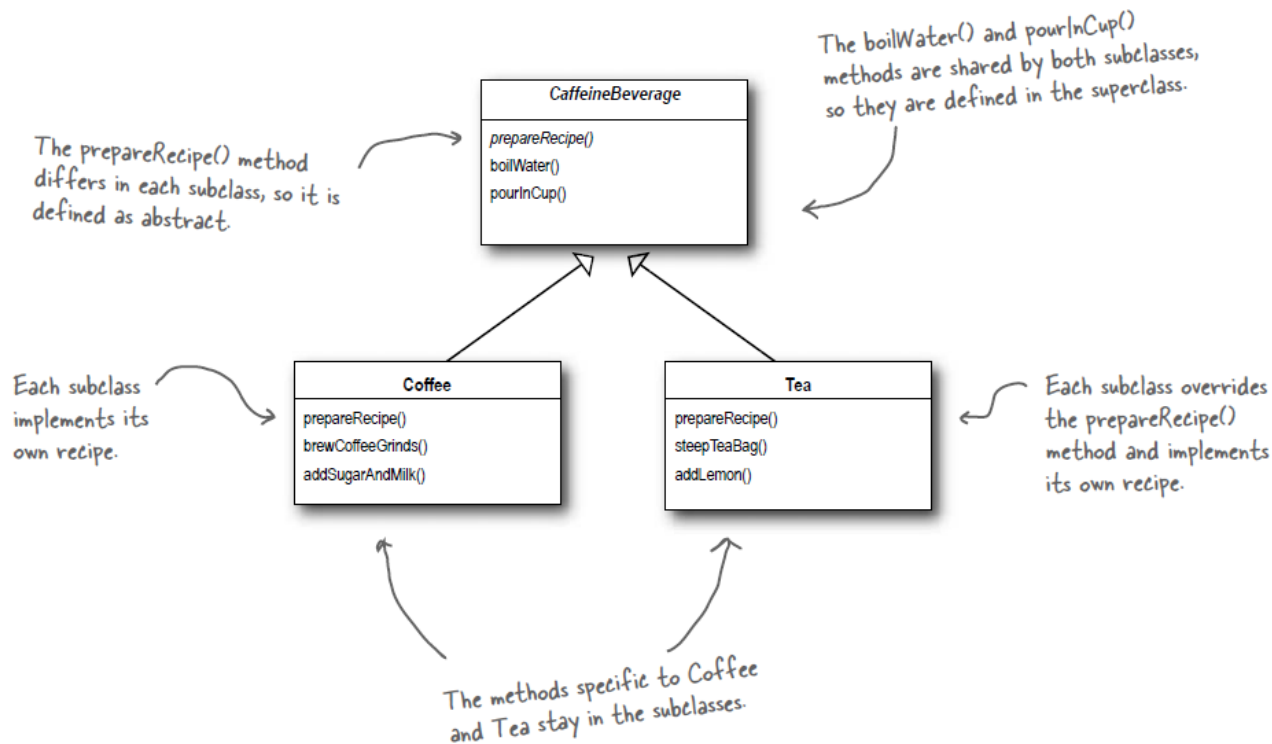 The boilWater() and pourInCup()
methods are shared by both subclasses,
so they are defined in the superclass.
CaffeineBeverage
prepareRecipe()
boilWater()
pourInCup()
The prepareRecipe() method
differs in each subclass, so it is
defined as abstract.
Each subclass
implements its
own recipe.
Coffee
prepareRecipe()
brewCoffeeGrinds()
addSugarAndMilk()
Tea
prepareRecipe()
steepTeaBag()
addLemon()
Each subclass overrides
the prepareRecipe()
method and implements
its own recipe.
The methods specific to Coffee
and Tea stay in the subclasses.